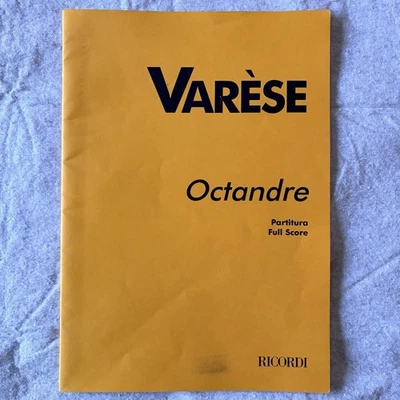 VARÈSE
Octandre
Partitura
Full Score
RICORDI